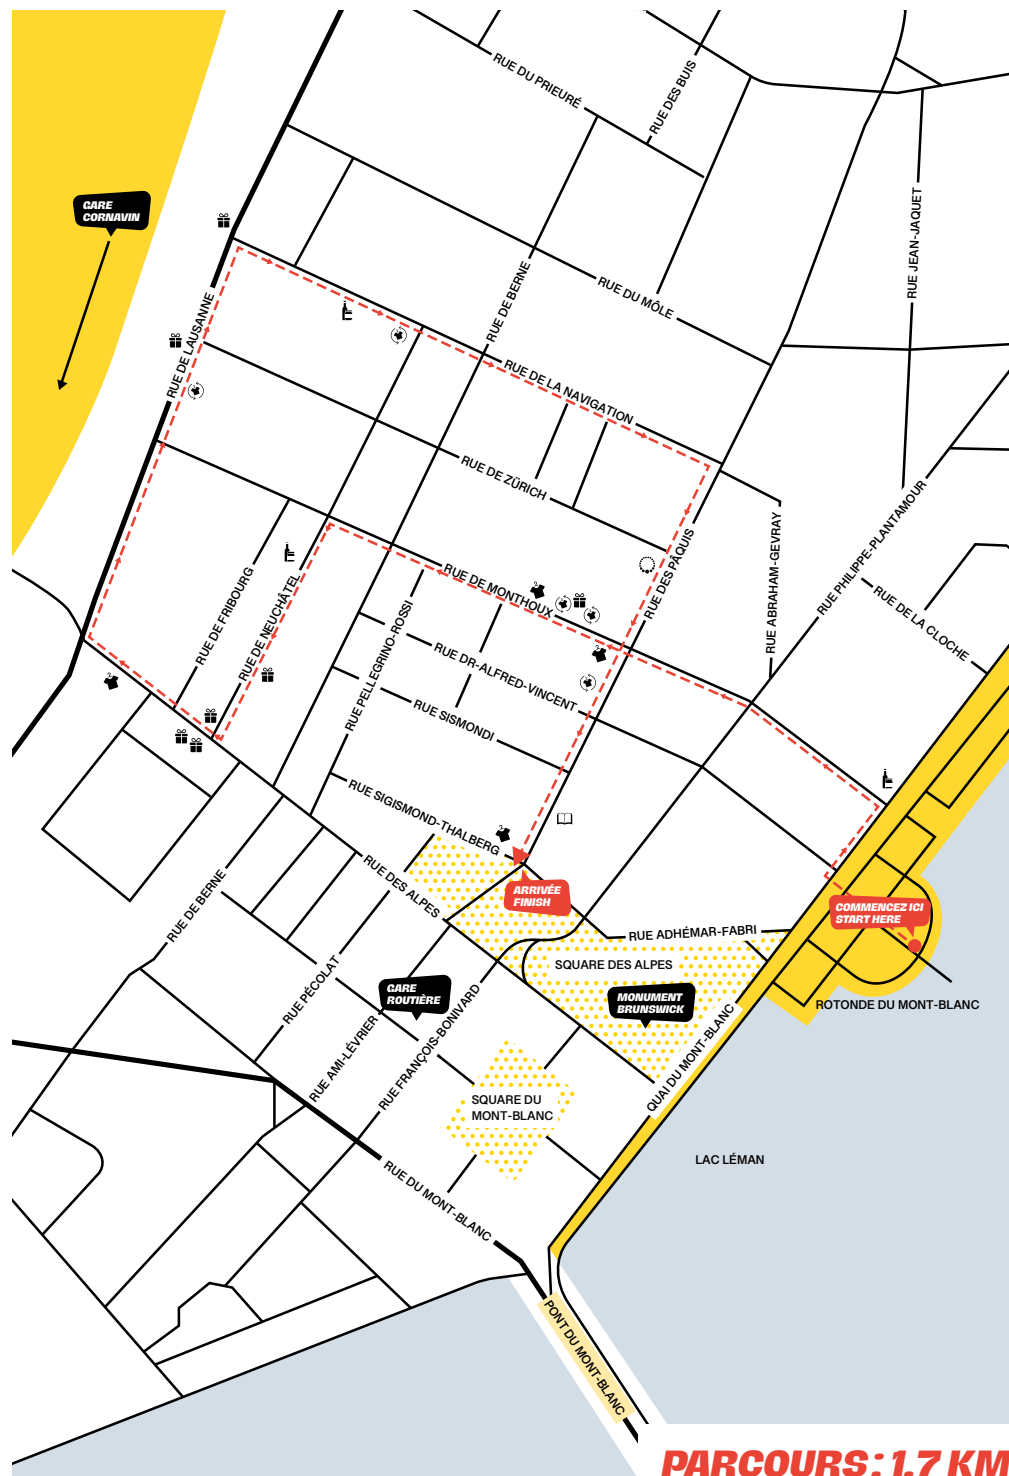 RUE DU PRIEURÉ
RUE DES BUIS
GARE
CORNAVIN
RUE JEAN-JAQUET
RUE DE BERNE
RUE DU MÔLE
RUE DE LAUSANNE
RUE DE LA NAVIGATION
RUE DE ZÜRICH
RUE PHILIPPE-PLANTAMOUR
RUE ABRAHAM-GEVRAY
RUE DES PÂQUIS
RUE DE MONTHOUX
RUE DE LA CLOCHE
RUE DE FRIBOURG
RUE DE NEUCHÂTEL
RUE PELLEGRINO-ROSSI
RUE DR-ALFRED-VINCENT
RUE SISMONDI
RUE SIGISMOND-THALBERG
RUE DES ALPES
RUE DE BERNE
ARRIVÉE
FINISH
COMMENCEZ ICI
START HERE
RUE ADHÉMAR-FABRI
SQUARE DES ALPES
RUE PÉCOLAT
GARE
ROUTIÈRE
MONUMENT
BRUNSWICK
ROTONDE DU MONT-BLANC
RUE AMI-LÉVRIER
RUE FRANÇOIS-BONIVARD
QUAI DU MONT-BLANC
SQUARE DU
MONT-BLANC
LAC LÉMAN
RUE DU MONT-BLANC
PONT DU MONT-BLANC
PARCOURS: 1.7 KM